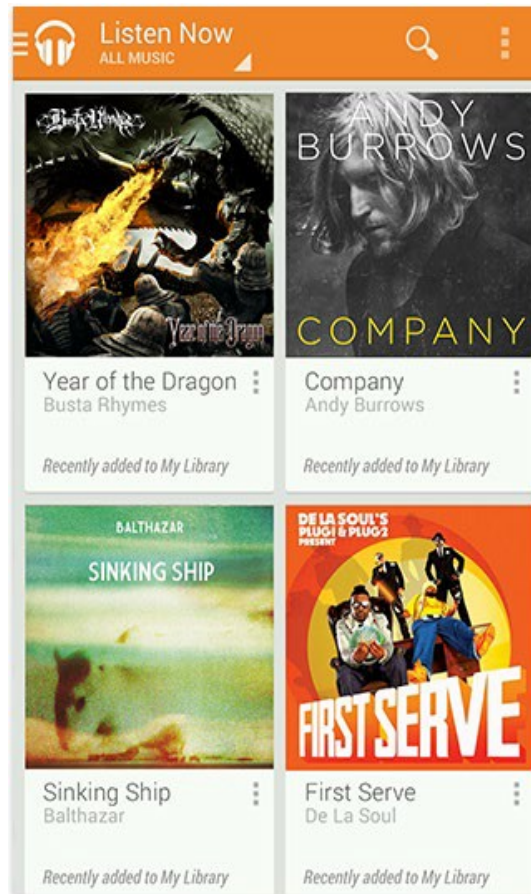 Listen Now
ALL MUSIC
Busta Rhymes
Year of the Dragon
ANDY
BURROWS
COMPANY
Year of the Dragon
Busta Rhymes
Recently added to My Library
Company
Andy Burrows
Recently added to My Library
BALTHAZAR
SINKING SHIP
DE LA SOUL'S
PLUG1 & PLUG2
PRESENT
FIRST SERVE
Sinking Ship
Balthazar
Recently added to My Library
First Serve
De La Soul
Recently added to My Library